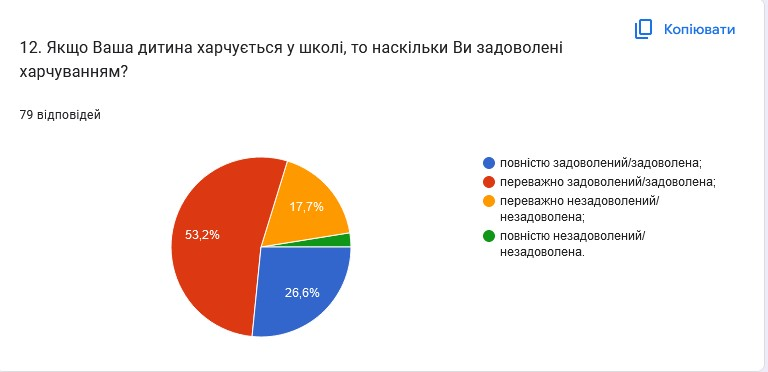 Копіювати
12. Якщо Ваша дитина харчується у школі, то наскільки Ви задоволені
харчуванням?
79 відповідей
53,2%
17,7%
26,6%
повністю задоволений/задоволена;
переважно задоволений/задоволена;
переважно незадоволений/
незадоволена;
повністю незадоволений/
незадоволена.